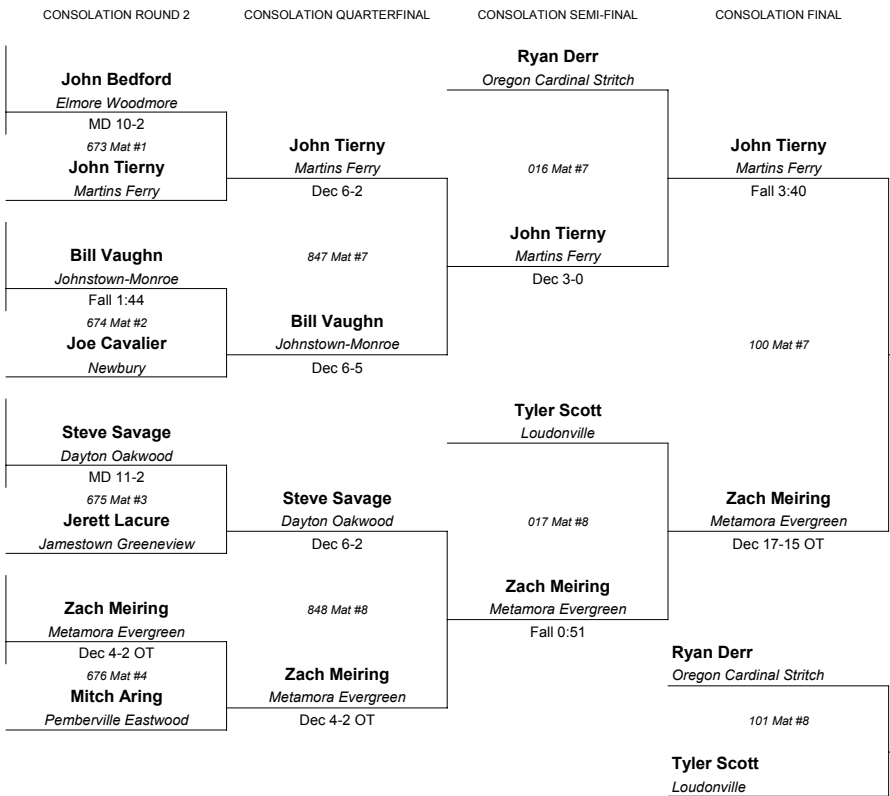 CONSOLATION ROUND 2
CONSOLATION QUARTERFINAL
CONSOLATION SEMI-FINAL
CONSOLATION FINAL
John Bedford
Elmore Woodmore
MD 10-2
673 Mat #1
John Tierny
Martins Ferry
Bill Vaughn
Johnstown-Monroe
Fall 1:44
674 Mat #2
Joe Cavalier
Newbury
Steve Savage
Dayton Oakwood
MD 11-2
675 Mat #3
Jerett Lacure
Jamestown Greeneview
Zach Meiring
Metamora Evergreen
Dec 4-2 OT
676 Mat #4
Mitch Aring
Pemberville Eastwood
John Tierny
Martins Ferry
Dec 6-2
847 Mat #7
Bill Vaughn
Johnstown-Monroe
Dec 6-5
Steve Savage
Dayton Oakwood
Dec 6-2
848 Mat #8
Zach Meiring
Metamora Evergreen
Dec 4-2 OT
Ryan Derr
Oregon Cardinal Stritch
016 Mat #7
John Tierny
Martins Ferry
Dec 3-0
Tyler Scott
Loudonville
017 Mat #8
Zach Meiring
Metamora Evergreen
Fall 0:51
John Tierny
Martins Ferry
Fall 3:40
100 Mat #7
Zach Meiring
Metamora Evergreen
Dec 17-15 OT
Ryan Derr
Oregon Cardinal Stritch
101 Mat #8
Tyler Scott
Loudonville